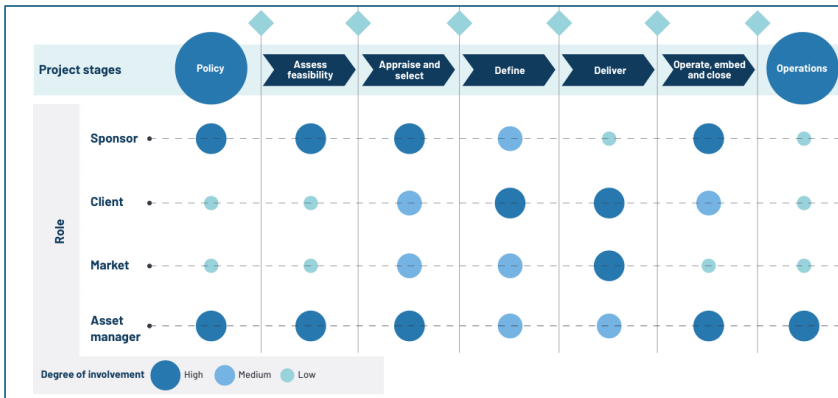 Project stages
Policy
Assess
feasibility
Appraise and
select
Define
Deliver
Operate, embed
and close
Operations
Role
Sponsor
Client
Market
Asset
manager
Degree of involvement
High
Medium
Low